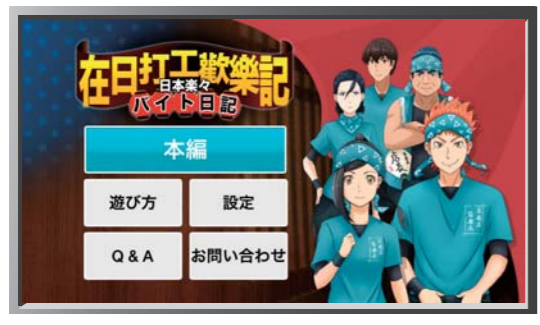 在日打工歡樂記
日本楽々
バイト日記
本編
遊び方
設定
Q & A
お問い合わせ